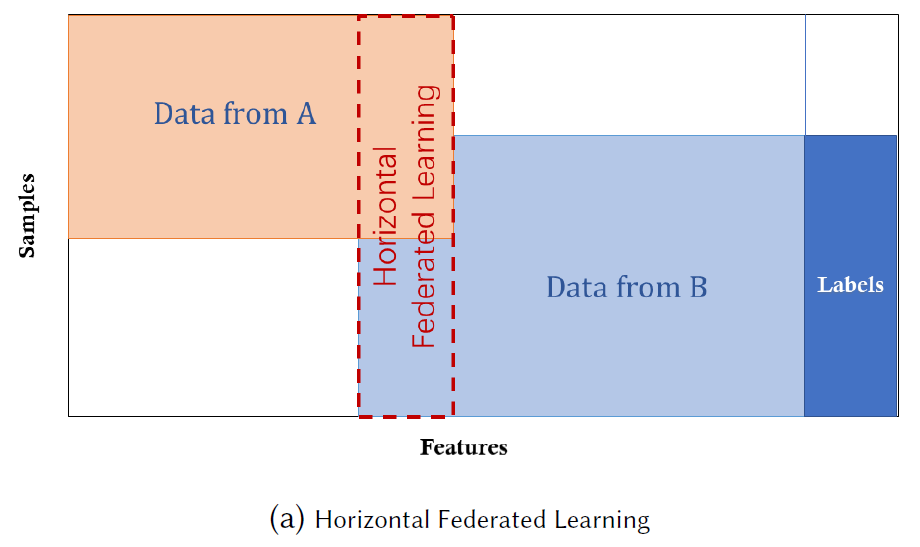 Data from A
Horizontal
Federated Learning
Samples
Data from B
Labels
Features
(a) Horizontal Federated Learning